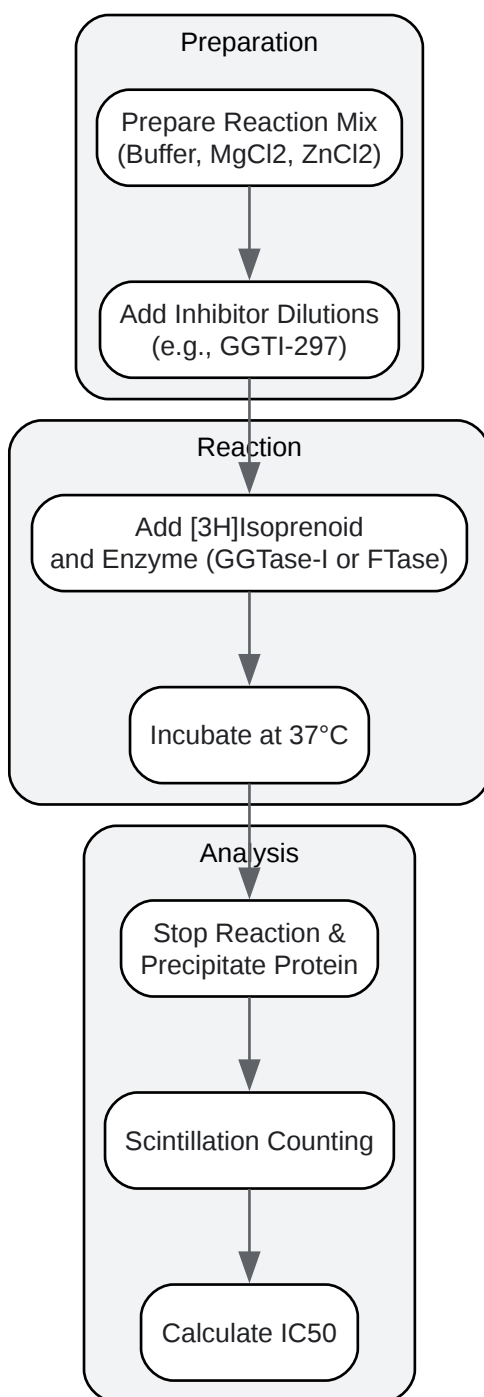 Preparation
Prepare Reaction Mix
(Buffer, MgCl2, ZnCl2)
Add Inhibitor Dilutions
(e.g., GGTI-297)
Reaction
Add [3H]Isoprenoid
and Enzyme (GGTase-I or FTase)
Incubate at 37°C
Analysis
Stop Reaction &
Precipitate Protein
Scintillation Counting
Calculate IC50